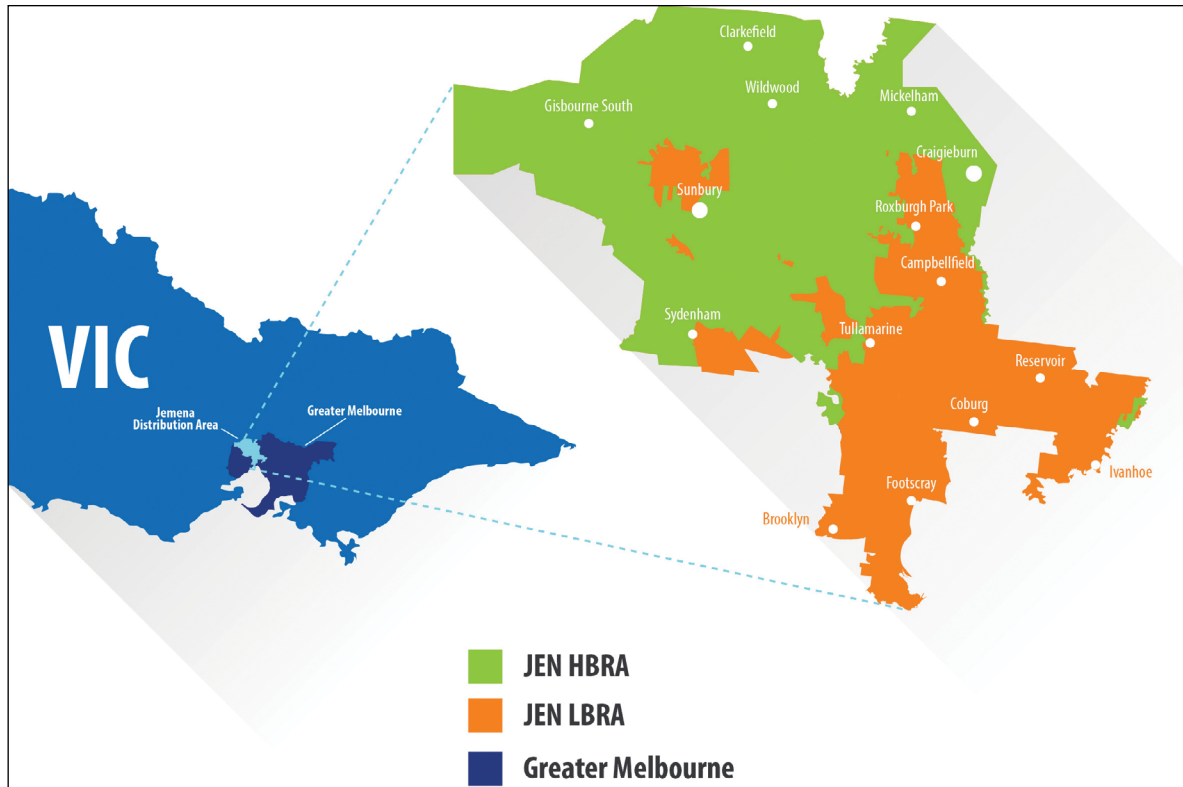 Clarkefield
Wildwood
Mickelham
Gisbourne South
Craigieburn
Sunbury
Roxburgh Park
Campbellfield
Sydenham
Tullamarine
Reservoir
Coburg
Ivanhoe
Footscray
Brooklyn
VIC
Jemena
Distribution Area
Greater Melbourne
JEN HBRA
JEN LBRA
Greater Melbourne